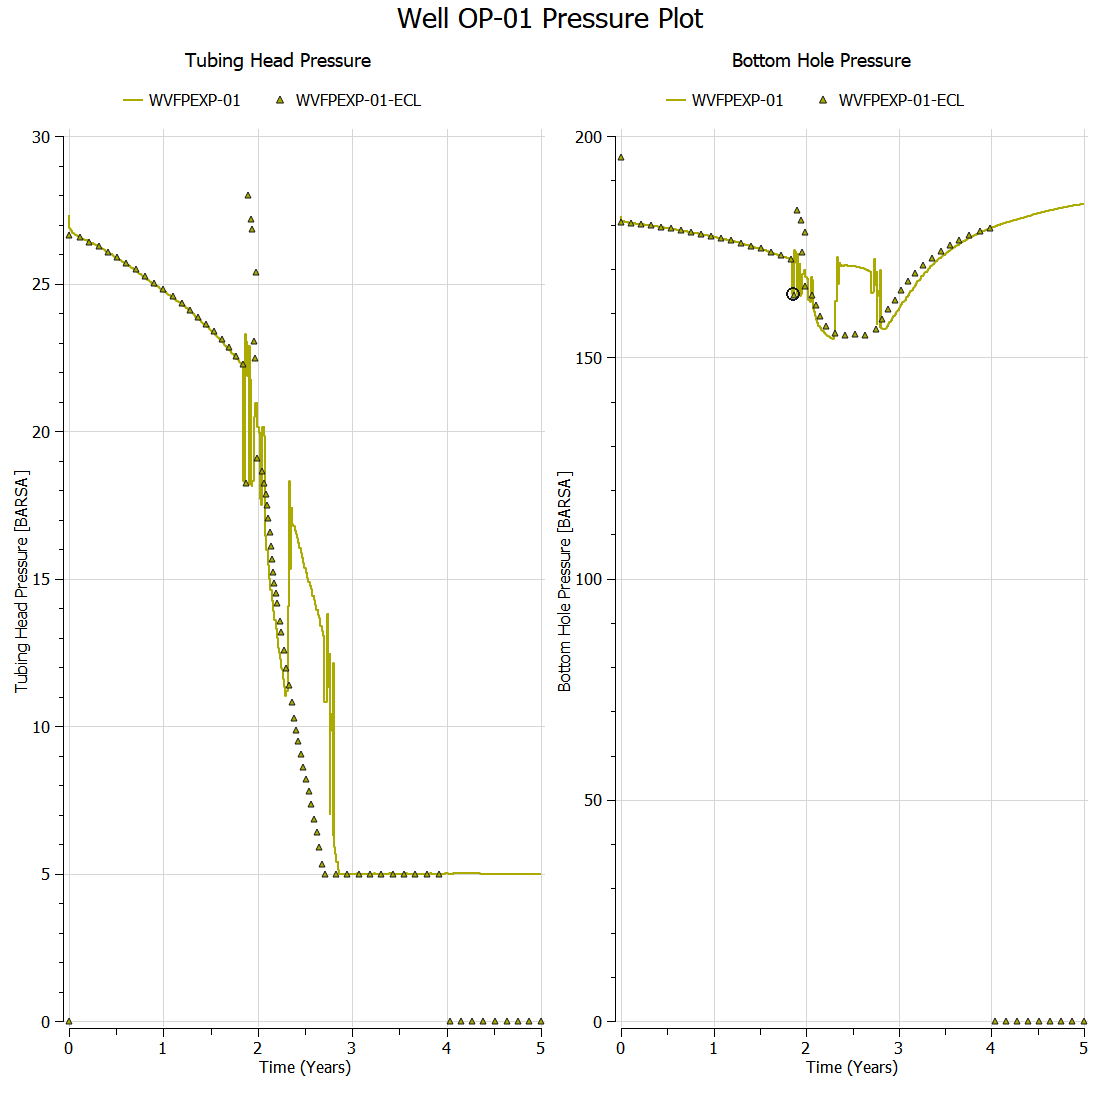 Well OP-01 Pressure Plot
Tubing Head Pressure
WVFPEXP-01
WVFPEXP-01-ECL
30
25
20
15
10
5
0
Tubing Head Pressure [BARSA]
0 1 2 3 4 5
Time (Years)
Bottom Hole Pressure
WVFPEXP-01
WVFPEXP-01-ECL
200
150
100
50
0
Bottom Hole Pressure [BARSA]
0 1 2 3 4 5
Time (Years)